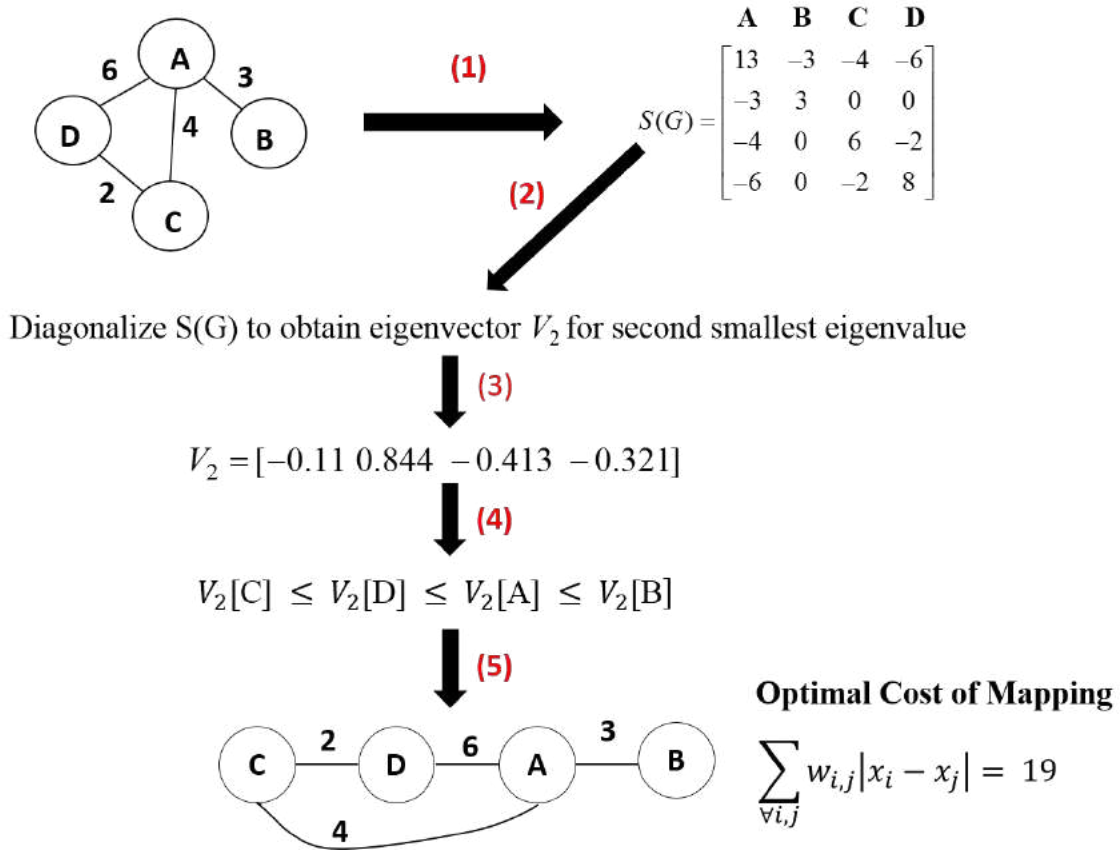 A
6
3
D
4
B
2
C
(1)
A B C D
S(G) = [13 −3 −4 −6
−3 3 0 0
−4 0 6 −2
−6 0 −2 8]
(2)
Diagonalize S(G) to obtain eigenvector V₂ for second smallest eigenvalue
(3)
V₂ = [−0.11 0.844 −0.413 −0.321]
(4)
V₂[C] ≤ V₂[D] ≤ V₂[A] ≤ V₂[B]
(5)
C 2 D 6 A 3 B
4
Optimal Cost of Mapping
∑∀i,j wᵢ,ⱼ|xᵢ − xⱼ| = 19